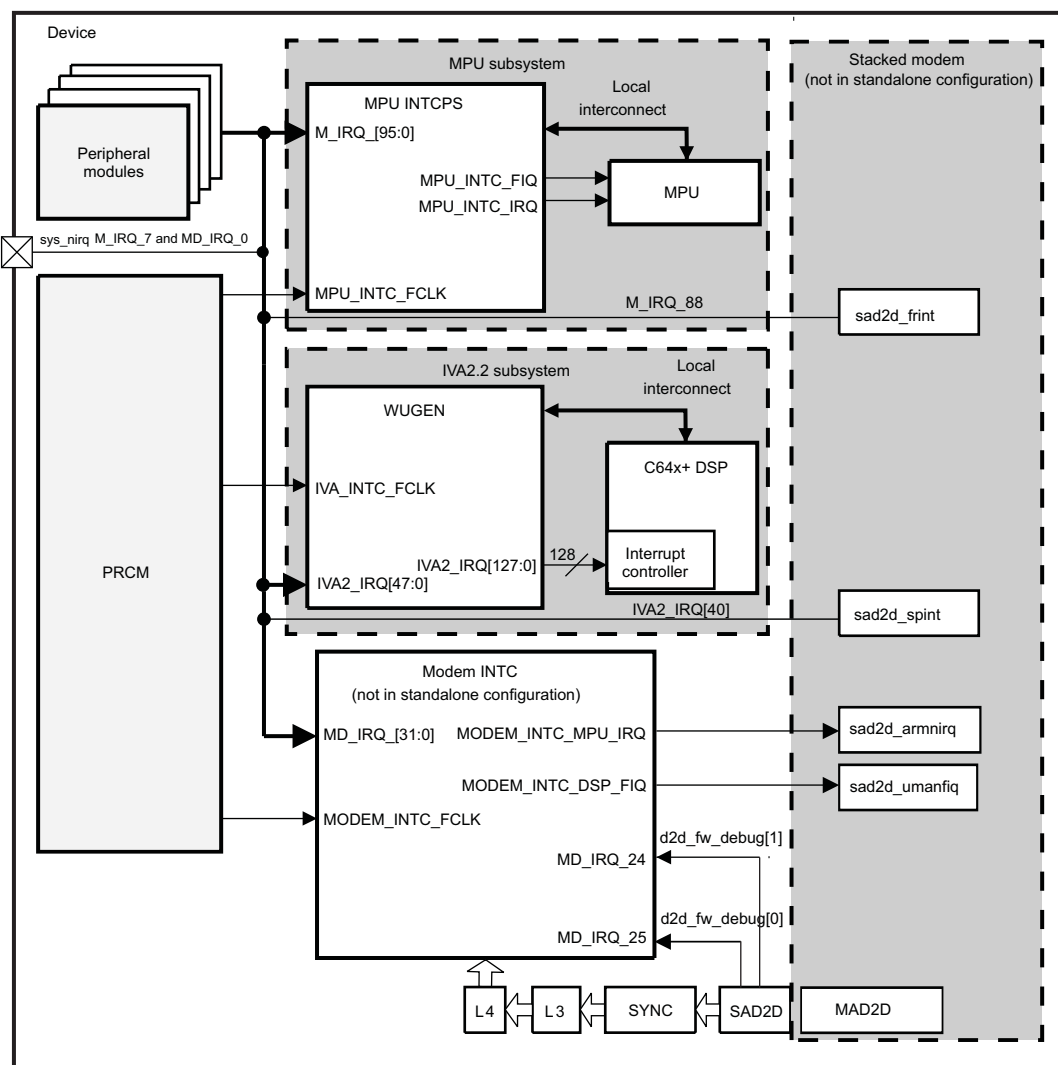 Device
MPU subsystem
Stacked modem
(not in standalone configuration)
MPU INTCPS
Local
interconnect
M_IRQ_[95:0]
Peripheral
modules
MPU_INTC_FIQ
MPU_INTC_IRQ
MPU
sys_nirq M_IRQ_7 and MD_IRQ_0
MPU_INTC_FCLK
M_IRQ_88
sad2d_frint
IVA2.2 subsystem
Local
interconnect
WUGEN
C64x+ DSP
IVA_INTC_FCLK
PRCM
128
Interrupt
controller
IVA2_IRQ[127:0]
IVA2_IRQ[47:0]
IVA2_IRQ[40]
sad2d_spint
Modem INTC
(not in standalone configuration)
MD_IRQ_[31:0]
MODEM_INTC_MPU_IRQ
sad2d_armnirq
MODEM_INTC_DSP_FIQ
sad2d_umanfiq
MODEM_INTC_FCLK
d2d_fw_debug[1]
MD_IRQ_24
d2d_fw_debug[0]
MD_IRQ_25
L4
L3
SYNC
SAD2D
MAD2D